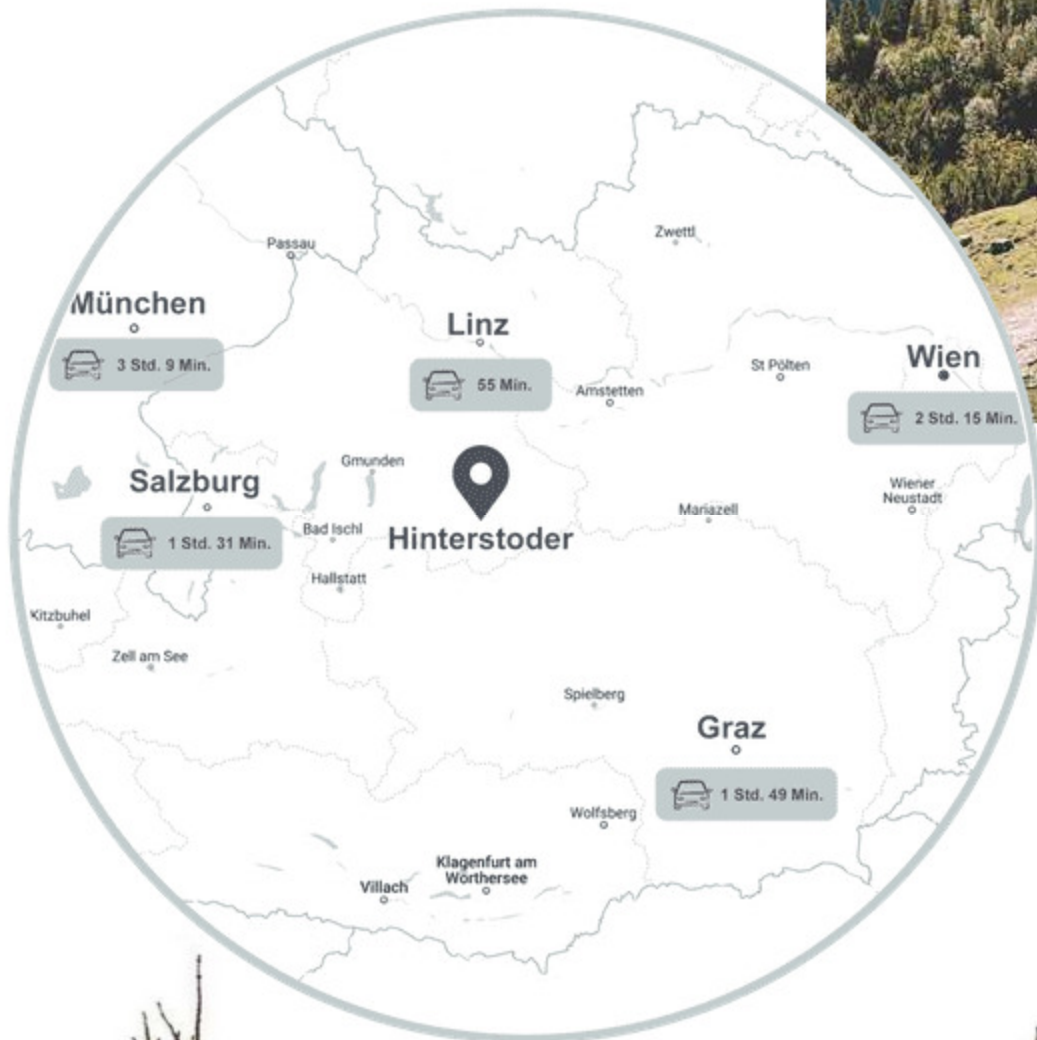 Zwettl
Passau
München
3 Std. 9 Min.
Linz
55 Min.
Amstetten
St Pölten
Wien
2 Std. 15 Min.
Gmunden
Salzburg
1 Std. 31 Min.
Bad Ischl
Hinterstoder
Mariazell
Wiener
Neustadt
Hallstatt
Kitzbuhel
Zell am See
Spielberg
Graz
1 Std. 49 Min.
Wolfsberg
Klagenfurt am
Wörthersee
Villach